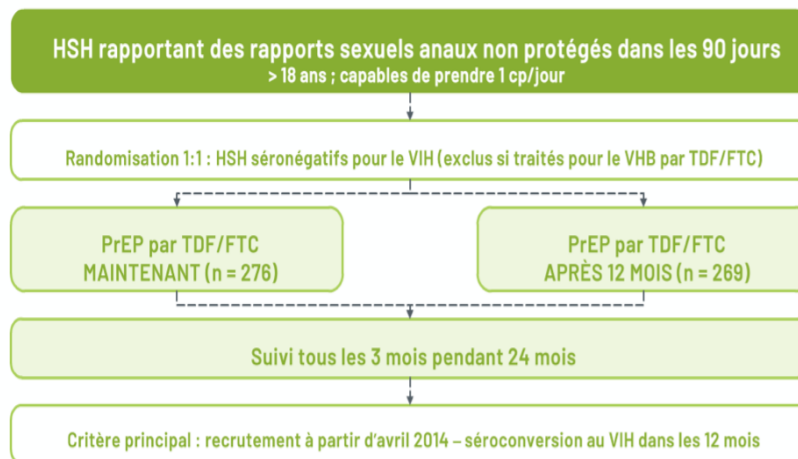 HSH rapportant des rapports sexuels anaux non protégés dans les 90 jours
> 18 ans ; capables de prendre 1 cp/jour
Randomisation 1:1 : HSH séronégatifs pour le VIH (exclus si traités pour le VHB par TDF/FTC)
PrEP par TDF/FTC
MAINTENANT (n = 276)
PrEP par TDF/FTC
APRÈS 12 MOIS (n = 269)
Suivi tous les 3 mois pendant 24 mois
Critère principal : recrutement à partir d'avril 2014 – séroconversion au VIH dans les 12 mois